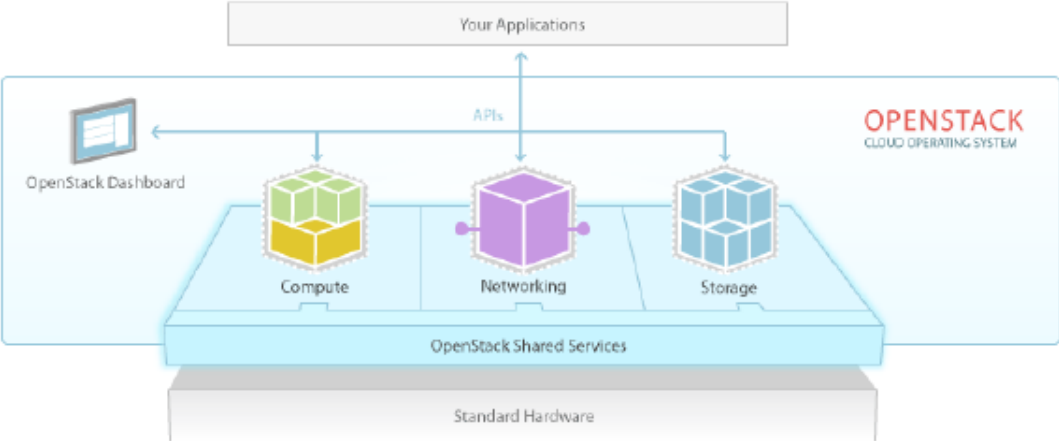 Your Applications
APIs
OPENSTACK
CLOUD OPERATING SYSTEM
OpenStack Dashboard
Compute
Networking
Storage
OpenStack Shared Services
Standard Hardware